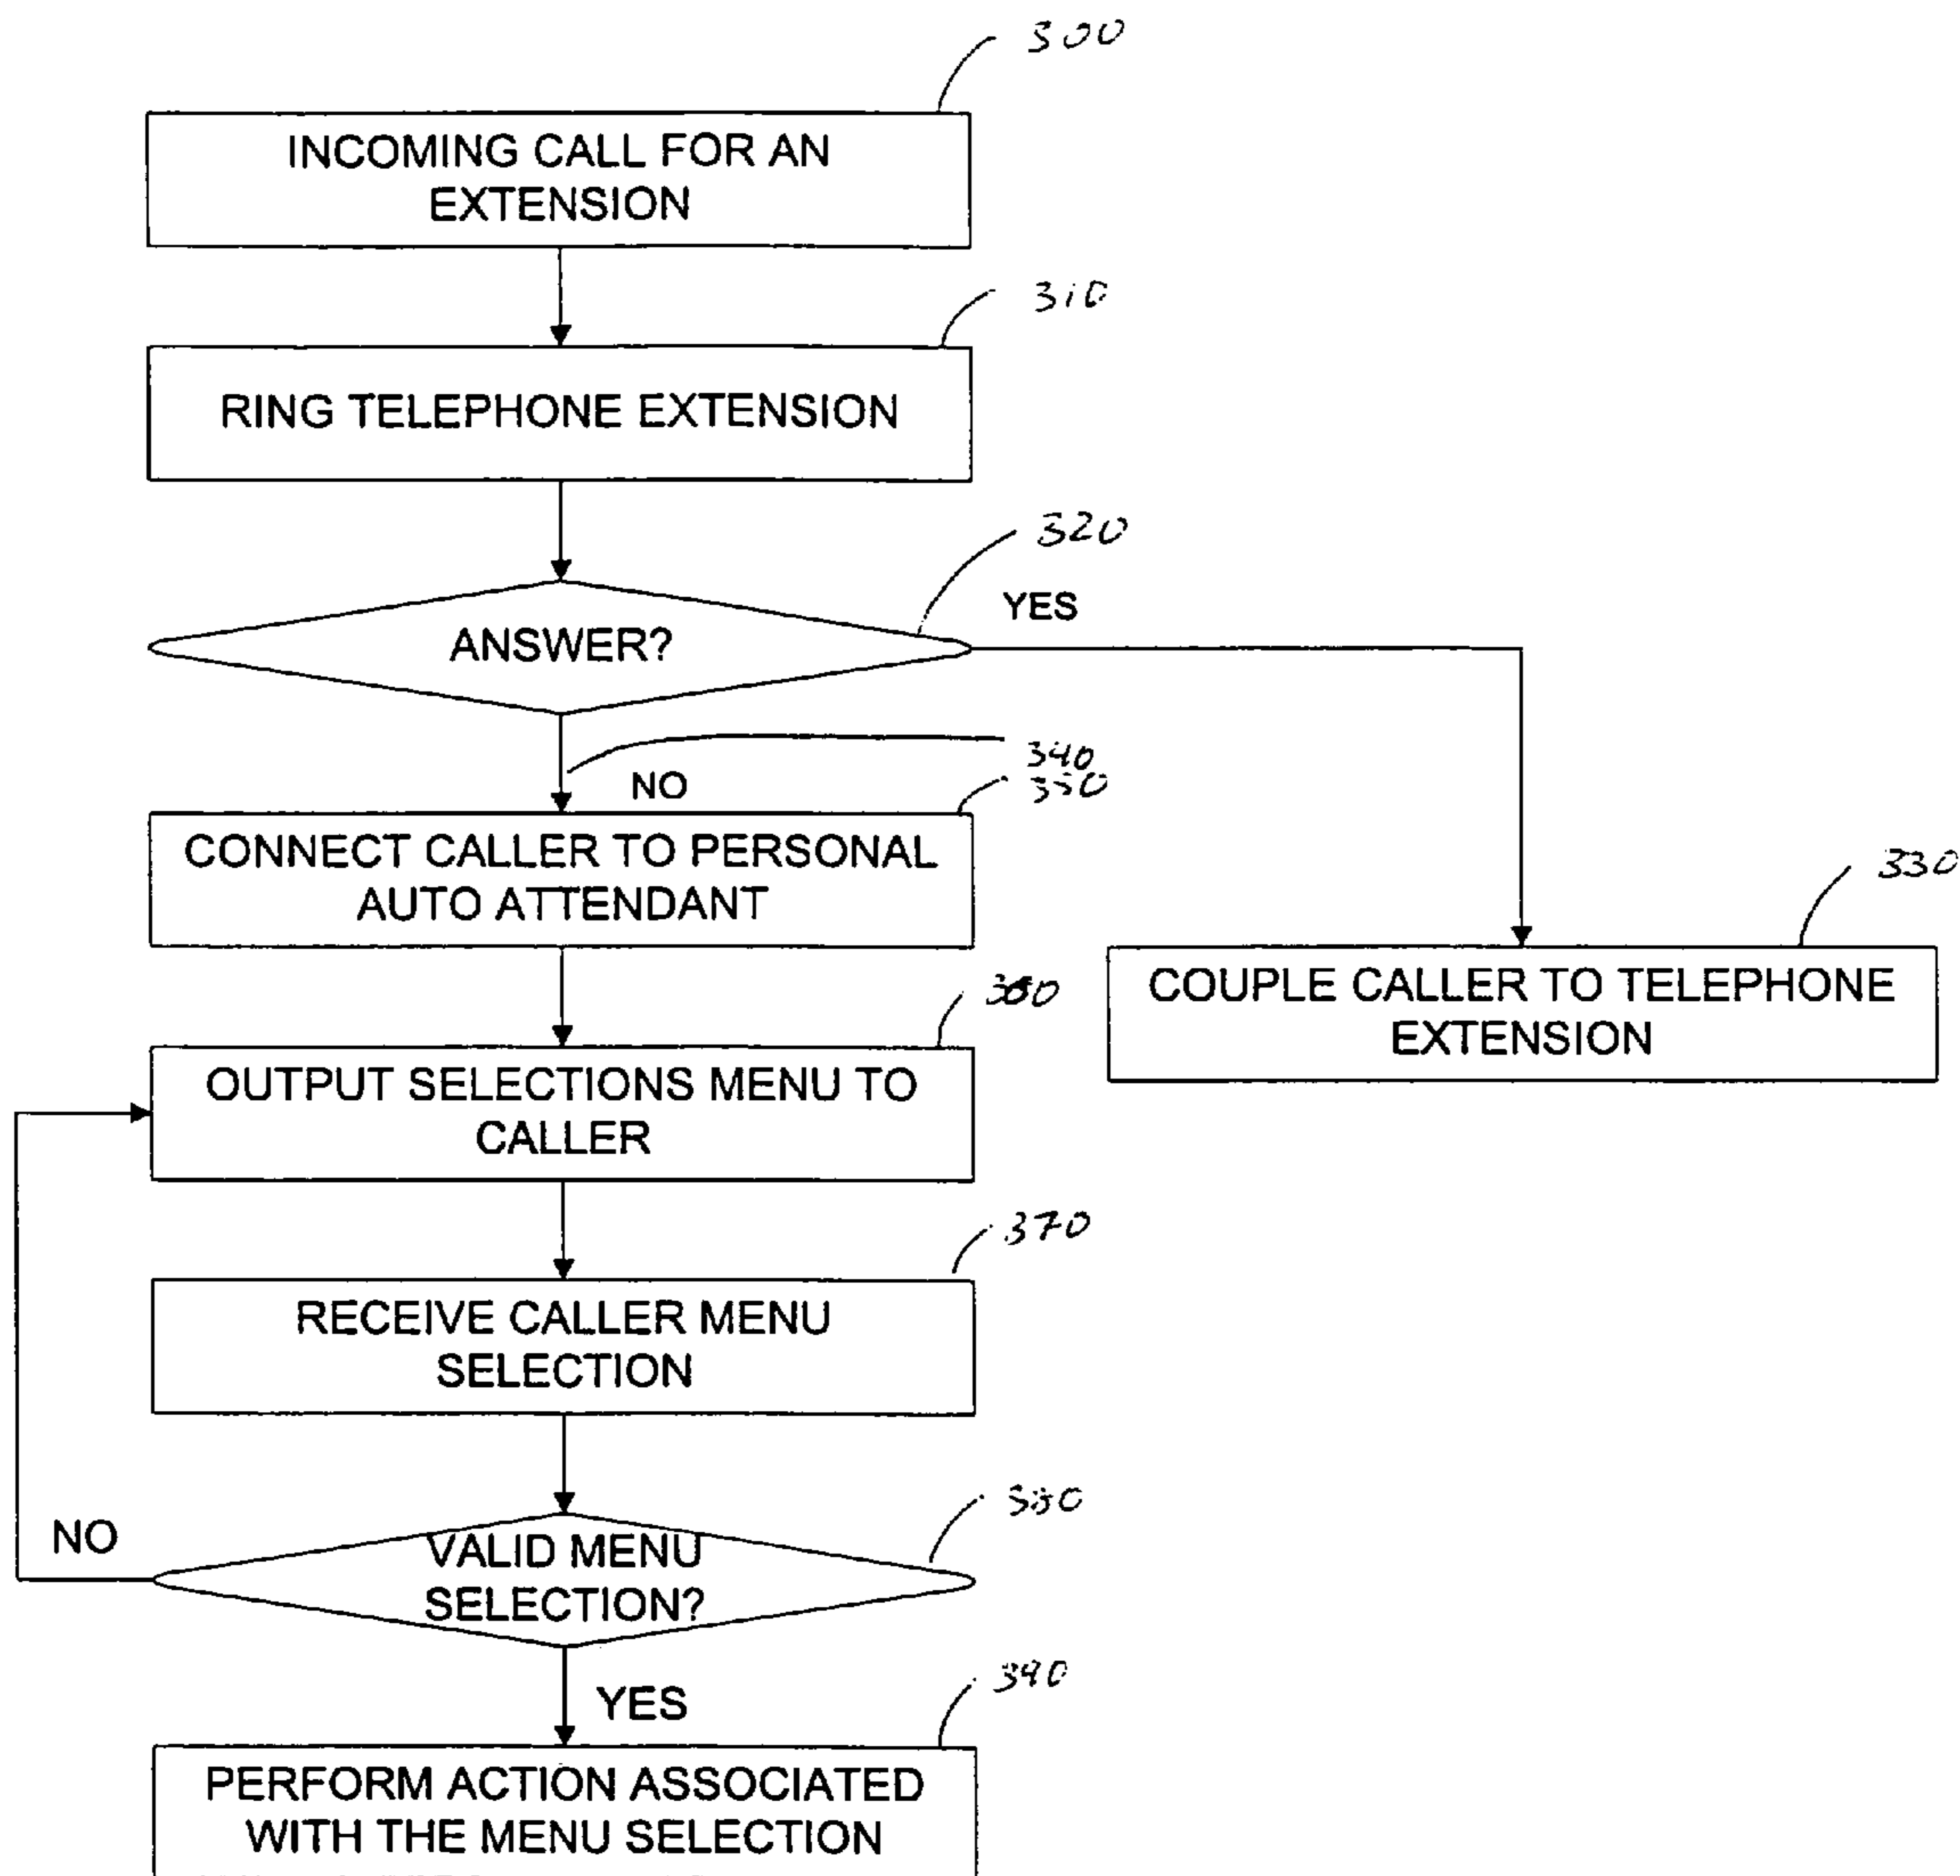 300
INCOMING CALL FOR AN
EXTENSION
310
RING TELEPHONE EXTENSION
320
ANSWER?
YES
340
NO
350
CONNECT CALLER TO PERSONAL
AUTO ATTENDANT
330
COUPLE CALLER TO TELEPHONE
EXTENSION
360
OUTPUT SELECTIONS MENU TO
CALLER
370
RECEIVE CALLER MENU
SELECTION
380
NO
VALID MENU
SELECTION?
YES
390
PERFORM ACTION ASSOCIATED
WITH THE MENU SELECTION